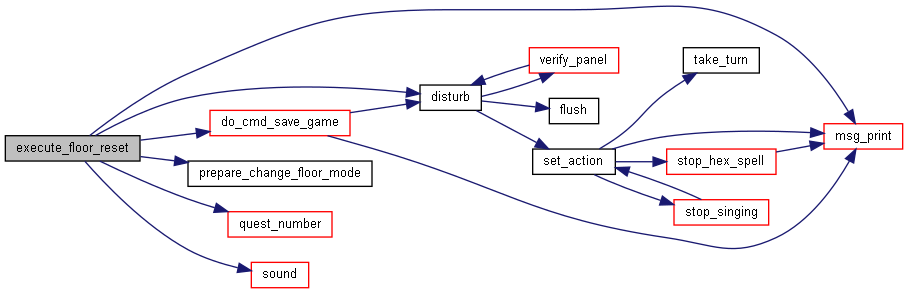 execute_floor_reset
do_cmd_save_game
prepare_change_floor_mode
quest_number
sound
disturb
verify_panel
flush
set_action
take_turn
stop_hex_spell
stop_singing
msg_print